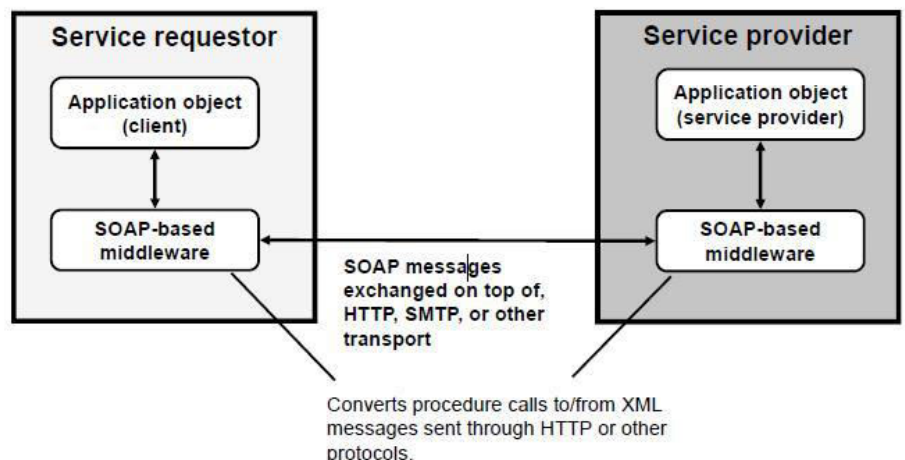 Service requestor
Application object
(client)
SOAP-based
middleware
Service provider
Application object
(service provider)
SOAP-based
middleware
SOAP messages
exchanged on top of,
HTTP, SMTP, or other
transport
Converts procedure calls to/from XML
messages sent through HTTP or other
protocols.